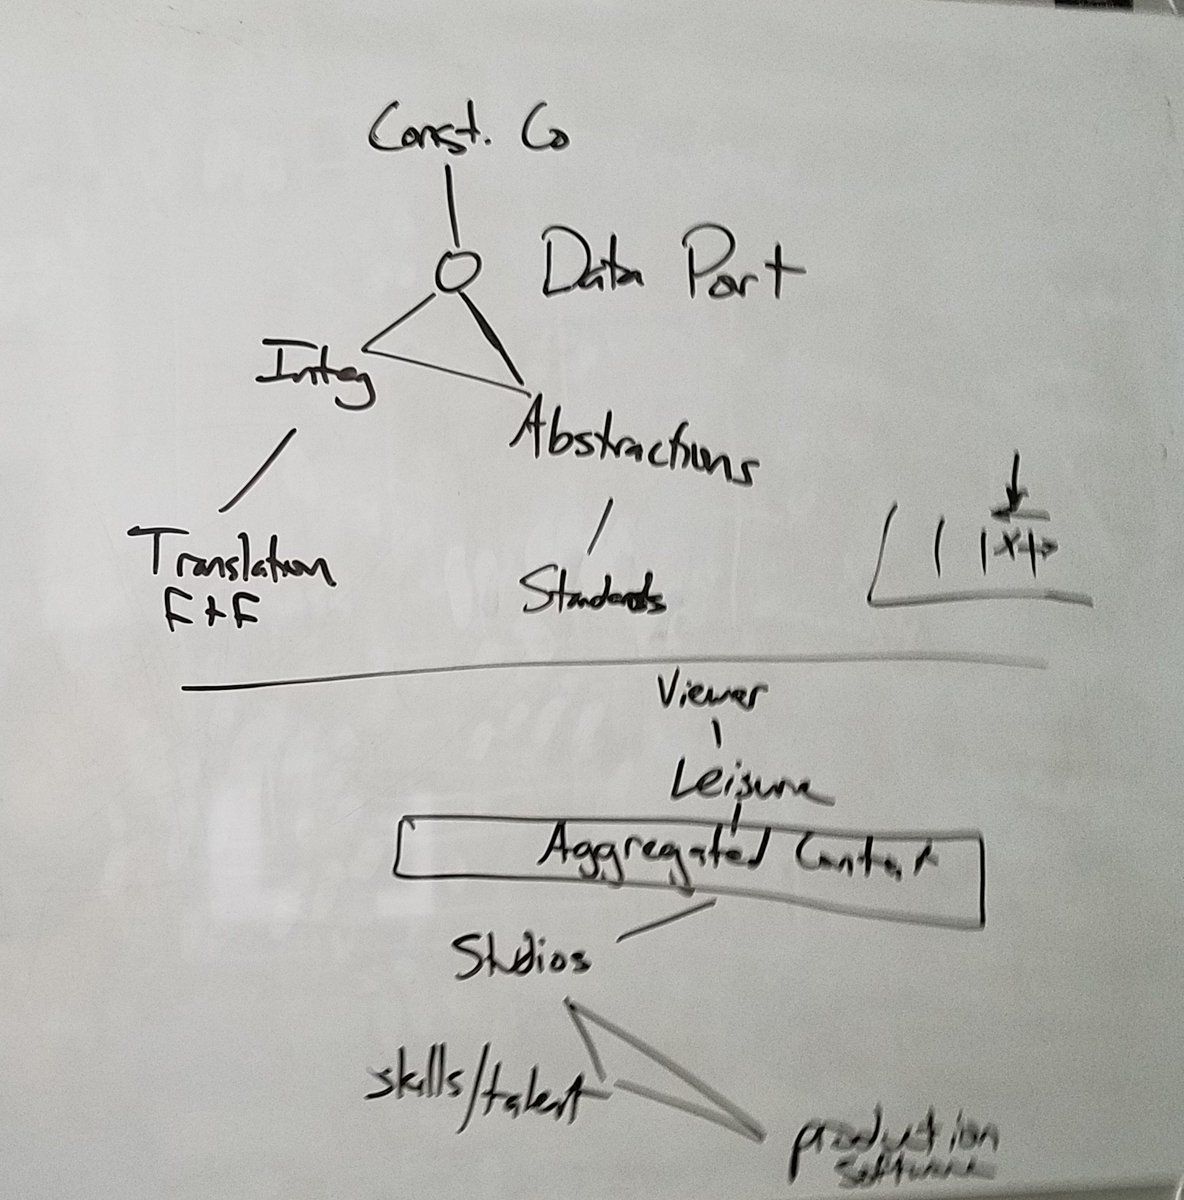 Const. Co
Data Port
Integ
Abstractions
Translation
F+F
Standards
Viewer
Leisure
Aggregated Content
Studios
skills/talent
production
software